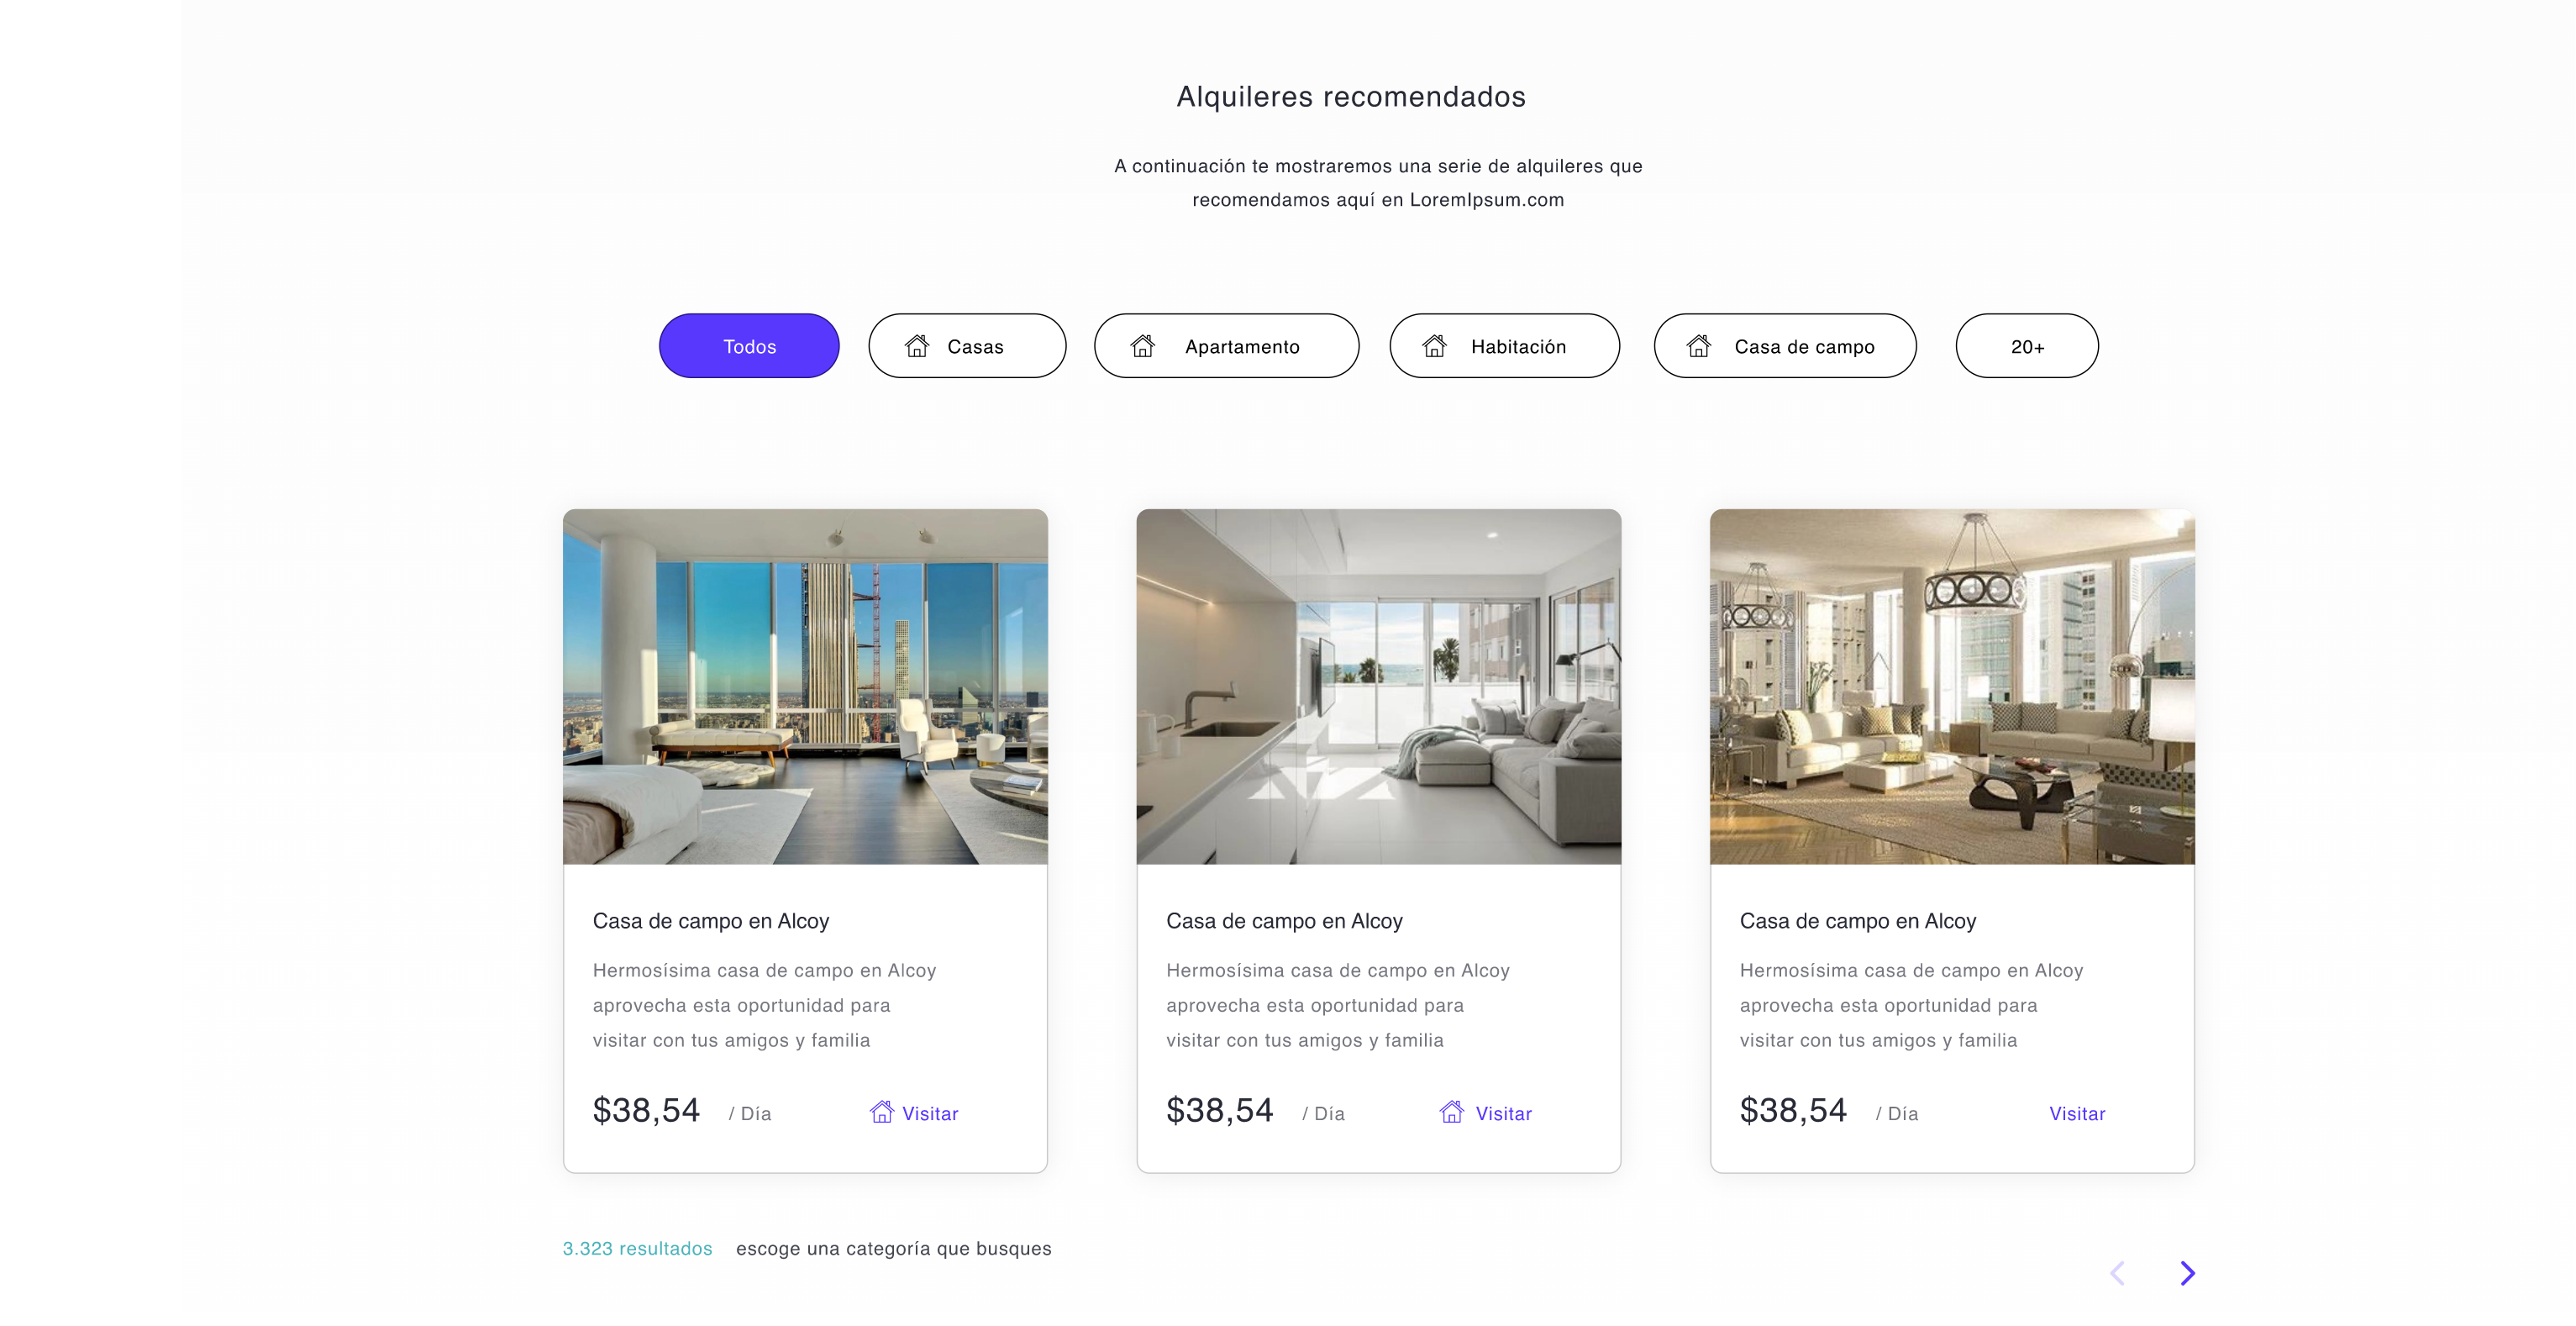 Alquileres recomendados
A continuación te mostraremos una serie de alquileres que
recomendamos aquí en LoremIpsum.com
Todos
Casas
Apartamento
Habitación
Casa de campo
20+
Casa de campo en Alcoy
Hermosísima casa de campo en Alcoy
aprovecha esta oportunidad para
visitar con tus amigos y familia
$38,54 / Día Visitar
Casa de campo en Alcoy
Hermosísima casa de campo en Alcoy
aprovecha esta oportunidad para
visitar con tus amigos y familia
$38,54 / Día Visitar
Casa de campo en Alcoy
Hermosísima casa de campo en Alcoy
aprovecha esta oportunidad para
visitar con tus amigos y familia
$38,54 / Día Visitar
3.323 resultados escoge una categoría que busques